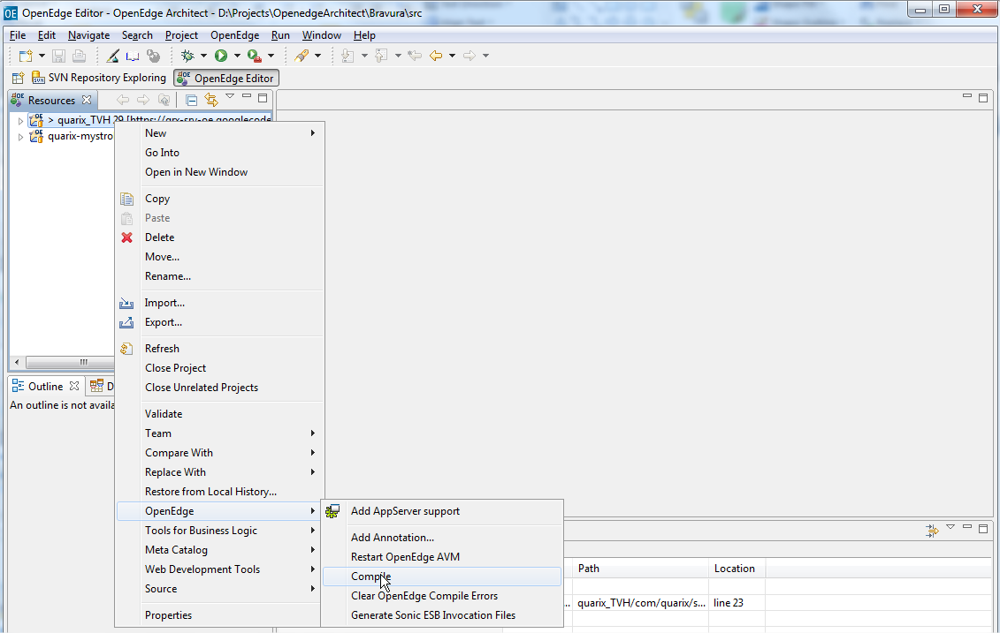 OpenEdge Editor - OpenEdge Architect - D:\Projects\OpenedgeArchitect\Bravura\src
File Edit Navigate Search Project OpenEdge Run Window Help
SVN Repository Exploring OpenEdge Editor
Resources
> quarix_TVH 29 [https://qrx-srv-oe.googlecode
quarix-mystro
New
Go Into
Open in New Window
Copy
Paste
Delete
Move...
Rename...
Import...
Export...
Refresh
Close Project
Close Unrelated Projects
Outline D
An outline is not availa
Validate
Team
Compare With
Replace With
Restore from Local History...
OpenEdge
Tools for Business Logic
Meta Catalog
Web Development Tools
Source
Properties
Add AppServer support
Add Annotation...
Restart OpenEdge AVM
Compile
Clear OpenEdge Compile Errors
Generate Sonic ESB Invocation Files
Path Location
... quarix_TVH/com/quarix/s... line 23